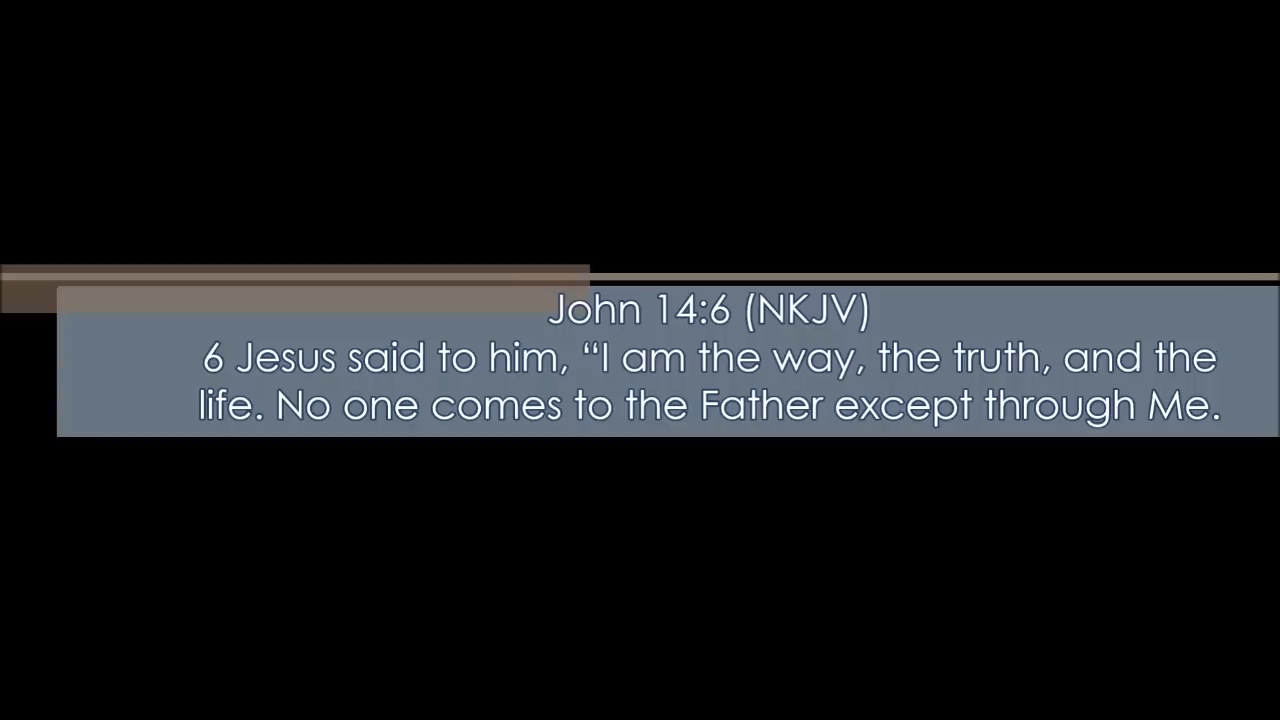 John 14:6 (NKJV)
6 Jesus said to him, “I am the way, the truth, and the
life. No one comes to the Father except through Me.